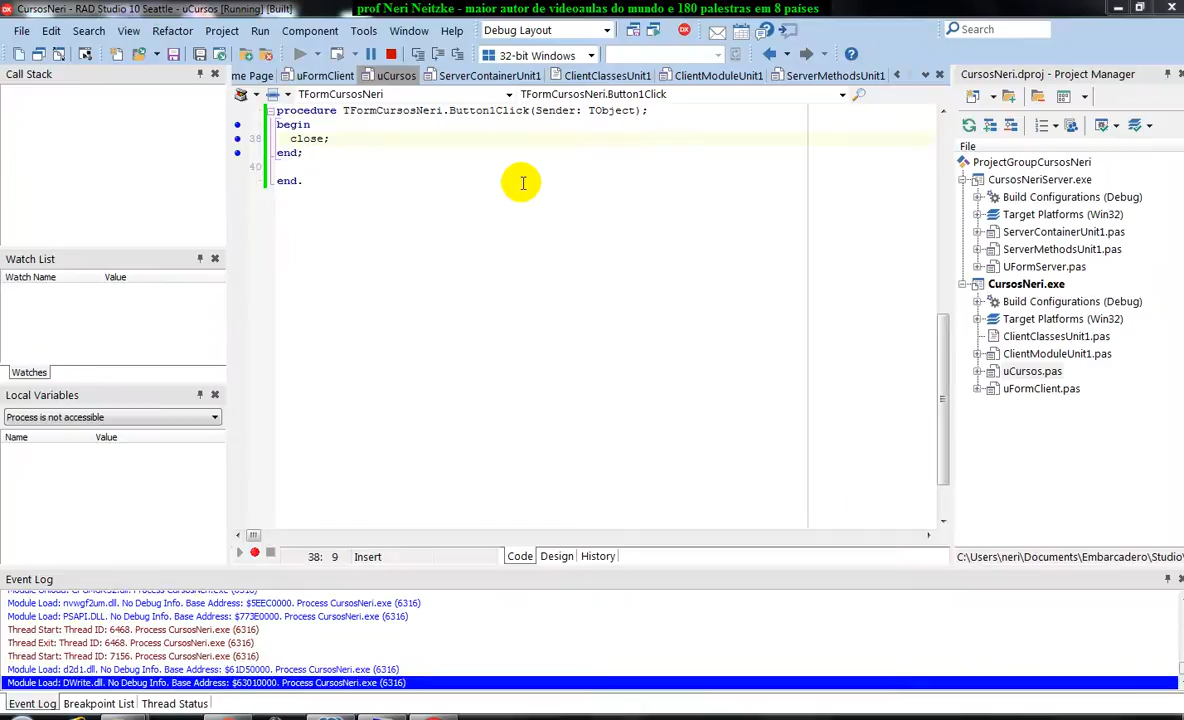 prof Neri Neitzke - maior autor de videoaulas do mundo e 180 palestras em 8 países
CursosNeri - RAD Studio 10 Seattle - uCursos [Running] [Built]
File Edit Search View Refactor Project Run Component Tools Window Help Debug Layout Search
32-bit Windows
Call Stack
me Page uFormClient uCursos ServerContainerUnit1 ClientClassesUnit1 ClientModuleUnit1 ServerMethodsUnit1
CursosNeri.dproj - Project Manager
TFormCursosNeri TFormCursosNeri.Button1Click
procedure TFormCursosNeri.Button1Click(Sender: TObject);
begin
38 close;
end;
40
end.
File
ProjectGroupCursosNeri
CursosNeriServer.exe
Build Configurations (Debug)
Target Platforms (Win32)
ServerContainerUnit1.pas
ServerMethodsUnit1.pas
UFormServer.pas
CursosNeri.exe
Build Configurations (Debug)
Target Platforms (Win32)
ClientClassesUnit1.pas
ClientModuleUnit1.pas
uCursos.pas
uFormClient.pas
Watch List
Watch Name Value
Watches
Local Variables
Process is not accessible
Name Value
38: 9 Insert Code Design History
C:\Users\neri\Documents\Embarcadero\Studio\
Event Log
Module Load: nvwgf2um.dll. No Debug Info. Base Address: $5EEC0000. Process CursosNeri.exe (6316)
Module Load: PSAPI.DLL. No Debug Info. Base Address: $773E0000. Process CursosNeri.exe (6316)
Thread Start: Thread ID: 6468. Process CursosNeri.exe (6316)
Thread Exit: Thread ID: 6468. Process CursosNeri.exe (6316)
Thread Start: Thread ID: 7156. Process CursosNeri.exe (6316)
Module Load: d2d1.dll. No Debug Info. Base Address: $61D50000. Process CursosNeri.exe (6316)
Module Load: DWrite.dll. No Debug Info. Base Address: $63010000. Process CursosNeri.exe (6316)
Event Log Breakpoint List Thread Status